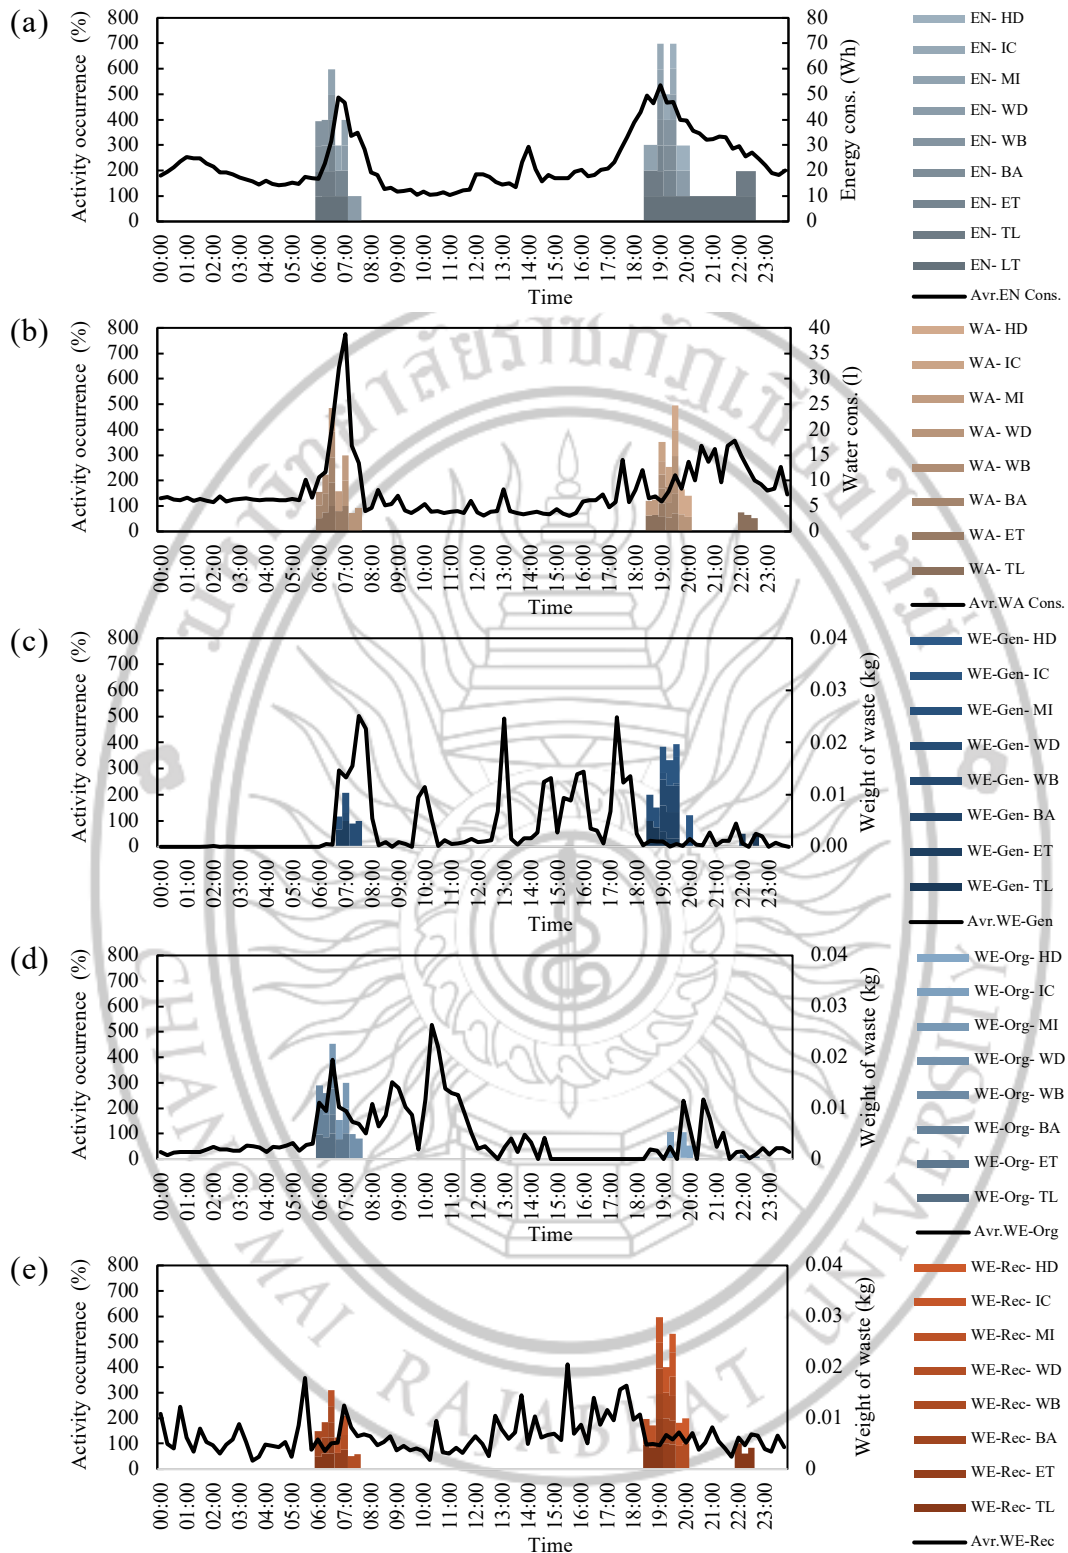 (a)
Activity occurrence (%)
800
700
600
500
400
300
200
100
0
80
70
60
50
40
30
20
10
0
Energy cons. (Wh)
00:00
01:00
02:00
03:00
04:00
05:00
06:00
07:00
08:00
09:00
10:00
11:00
12:00
13:00
14:00
15:00
16:00
17:00
18:00
19:00
20:00
21:00
22:00
23:00
Time
EN- HD
EN- IC
EN- MI
EN- WD
EN- WB
EN- BA
EN- ET
EN- TL
EN- LT
Avr.EN Cons.
(b)
Activity occurrence (%)
800
700
600
500
400
300
200
100
0
40
35
30
25
20
15
10
5
0
Water cons. (l)
00:00
01:00
02:00
03:00
04:00
05:00
06:00
07:00
08:00
09:00
10:00
11:00
12:00
13:00
14:00
15:00
16:00
17:00
18:00
19:00
20:00
21:00
22:00
23:00
Time
WA- HD
WA- IC
WA- MI
WA- WD
WA- WB
WA- BA
WA- ET
WA- TL
Avr.WA Cons.
(c)
Activity occurrence (%)
800
700
600
500
400
300
200
100
0
0.04
0.03
0.02
0.01
0.00
Weight of waste (kg)
00:00
01:00
02:00
03:00
04:00
05:00
06:00
07:00
08:00
09:00
10:00
11:00
12:00
13:00
14:00
15:00
16:00
17:00
18:00
19:00
20:00
21:00
22:00
23:00
Time
WE-Gen- HD
WE-Gen- IC
WE-Gen- MI
WE-Gen- WD
WE-Gen- WB
WE-Gen- BA
WE-Gen- ET
WE-Gen- TL
Avr.WE-Gen
(d)
Activity occurrence (%)
800
700
600
500
400
300
200
100
0
0.04
0.03
0.02
0.01
0
Weight of waste (kg)
00:00
01:00
02:00
03:00
04:00
05:00
06:00
07:00
08:00
09:00
10:00
11:00
12:00
13:00
14:00
15:00
16:00
17:00
18:00
19:00
20:00
21:00
22:00
23:00
Time
WE-Org- HD
WE-Org- IC
WE-Org- MI
WE-Org- WD
WE-Org- WB
WE-Org- BA
WE-Org- ET
WE-Org- TL
Avr.WE-Org
(e)
Activity occurrence (%)
800
700
600
500
400
300
200
100
0
0.04
0.03
0.02
0.01
0
Weight of waste (kg)
00:00
01:00
02:00
03:00
04:00
05:00
06:00
07:00
08:00
09:00
10:00
11:00
12:00
13:00
14:00
15:00
16:00
17:00
18:00
19:00
20:00
21:00
22:00
23:00
Time
WE-Rec- HD
WE-Rec- IC
WE-Rec- MI
WE-Rec- WD
WE-Rec- WB
WE-Rec- BA
WE-Rec- ET
WE-Rec- TL
Avr.WE-Rec
มหาวิทยาลัยราชภัฏเชียงใหม่
CHIANG MAI RAJABHAT UNIVERSITY